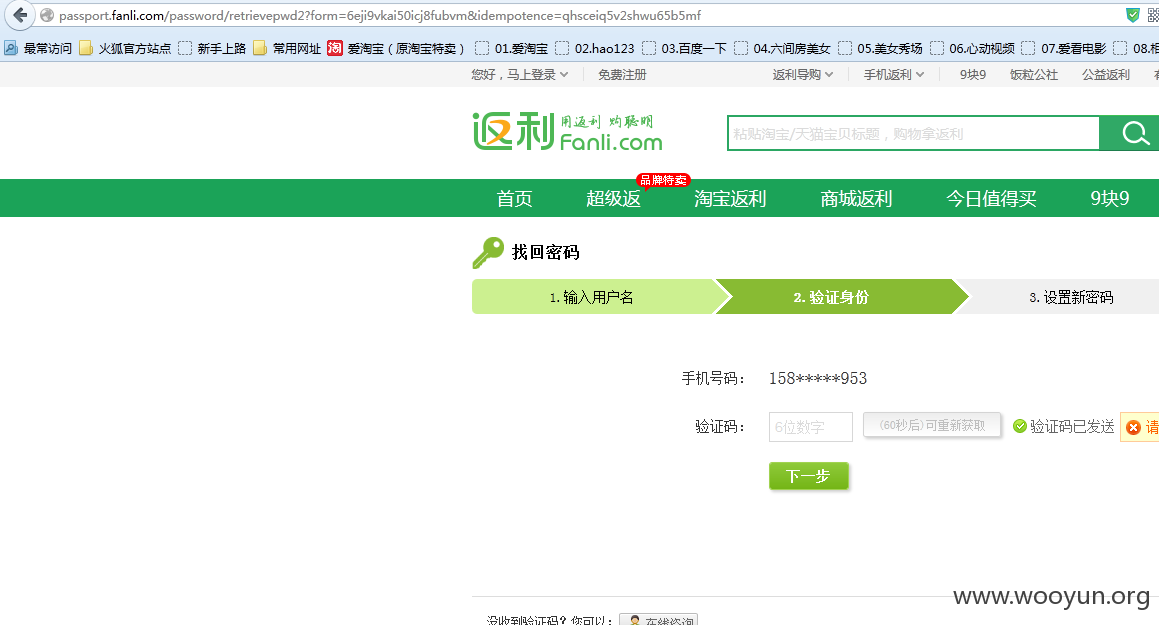 passport.fanli.com/password/retrievepwd2?form=6eji9vkai50icj8fubvm&idempotence=qhsceiq5v2shwu65b5mf
最常访问 火狐官方站点 新手上路 常用网址 淘 爱淘宝（原淘宝特卖） 01.爱淘宝 02.hao123 03.百度一下 04.六间房美女 05.美女秀场 06.心动视频 07.爱看电影 08.相
您好，马上登录 免费注册 返利导购 手机返利 9块9 饭粒公社 公益返利
返利 用返利 购聪明
Fanli.com
粘贴淘宝/天猫宝贝标题，购物拿返利
品牌特卖
首页 超级返 淘宝返利 商城返利 今日值得买 9块9
找回密码
1. 输入用户名 2. 验证身份 3. 设置新密码
手机号码： 158*****953
验证码： 6位数字 (60秒后)可重新获取 验证码已发送 请
下一步
www.wooyun.org
没收到验证码？您可以： 在线咨询